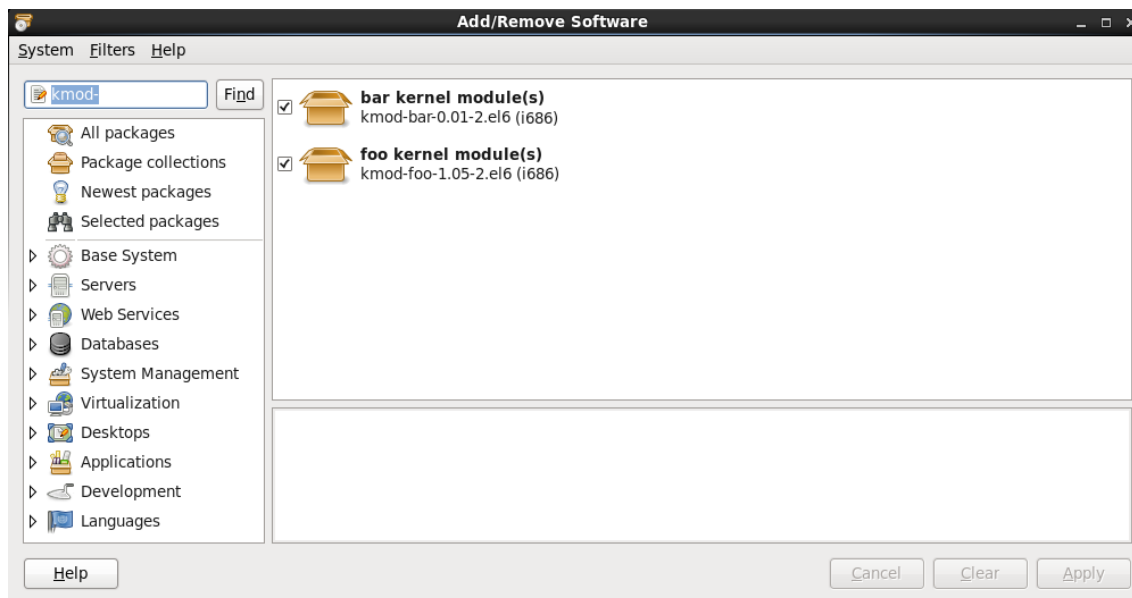 Add/Remove Software
System Filters Help
kmod-
Find
All packages
Package collections
Newest packages
Selected packages
Base System
Servers
Web Services
Databases
System Management
Virtualization
Desktops
Applications
Development
Languages
bar kernel module(s)
kmod-bar-0.01-2.el6 (i686)
foo kernel module(s)
kmod-foo-1.05-2.el6 (i686)
Help
Cancel
Clear
Apply